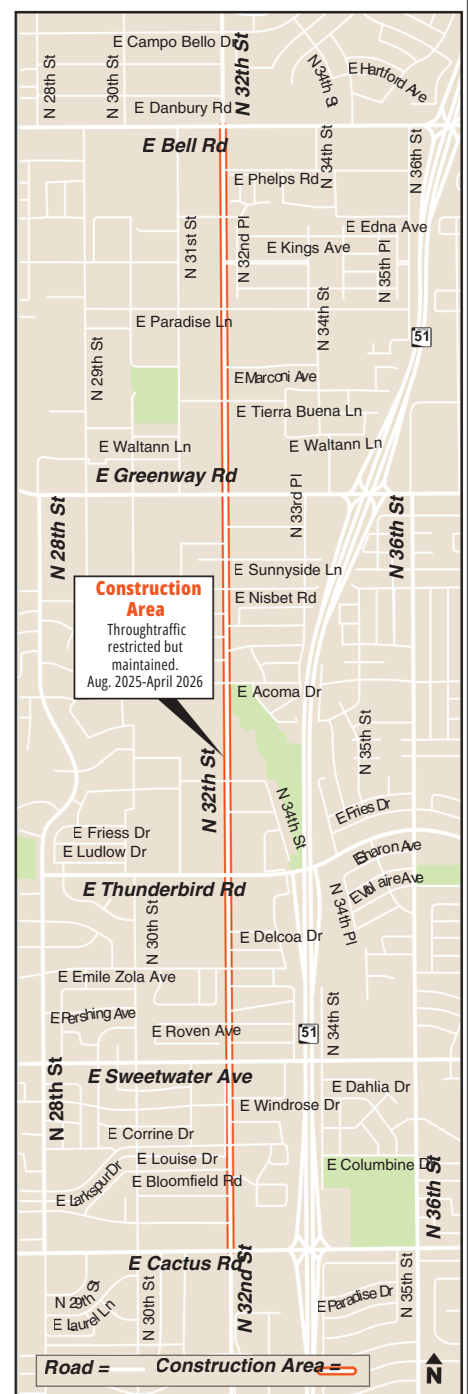 E Campo Bello Dr
N 32th St
N 28th St
N 30th St
N 34th St
E Hartford Ave
E Danbury Rd
E Bell Rd
N 34th St
N 36th St
E Phelps Rd
N 31st St
N 32nd Pl
E Edna Ave
E Kings Ave
N 35th Pl
E Paradise Ln
N 34th St
51
N 29th St
E Marconi Ave
E Tierra Buena Ln
E Waltann Ln
E Waltann Ln
E Greenway Rd
N 33rd Pl
N 28th St
N 36th St
E Sunnyside Ln
E Nisbet Rd
Construction
Area
Throughtraffic
restricted but
maintained.
Aug. 2025-April 2026
E Acoma Dr
N 35th St
N 32th St
N 34th St
E Fries Dr
E Friess Dr
E Ludlow Dr
E Sharon Ave
E Thunderbird Rd
E Voltaire Ave
N 34th Pl
N 30th St
E Delcoa Dr
E Emile Zola Ave
E Pershing Ave
E Roven Ave
51
N 34th St
E Sweetwater Ave
N 28th St
E Dahlia Dr
E Windrose Dr
E Corrine Dr
E Louise Dr
E Columbine Dr
E Larkspur Dr
E Bloomfield Rd
N 36th St
E Cactus Rd
N 32nd St
N 29th St
E Laurel Ln
N 30th St
E Paradise Dr
N 35th St
Road =
Construction Area =
N